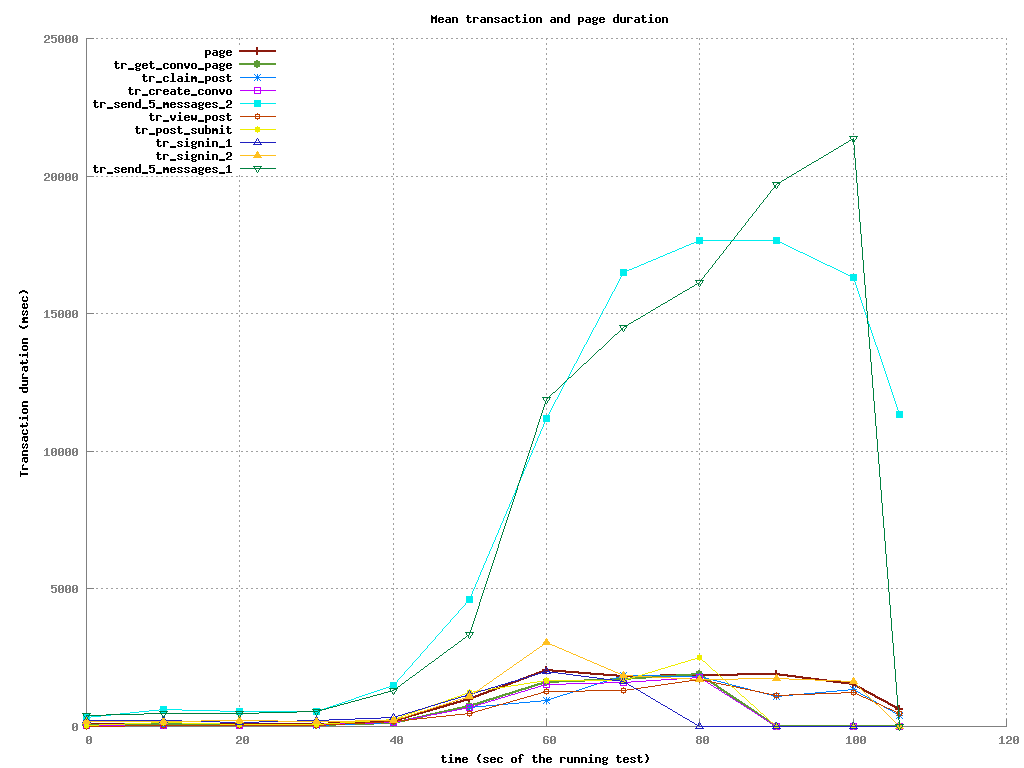 Mean transaction and page duration
25000
20000
15000
10000
5000
0
Transaction duration (msec)
page
tr_get_convo_page
tr_claim_post
tr_create_convo
tr_send_5_messages_2
tr_view_post
tr_post_submit
tr_signin_1
tr_signin_2
tr_send_5_messages_1
0 20 40 60 80 100 120
time (sec of the running test)